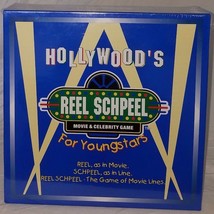 HOLLYWOOD'S
REEL SCHPEEL
MOVIE & CELEBRITY GAME
For Youngstars
REEL, as in Movie.
SCHPEEL, as in Line.
REEL SCHPEEL - The Game of Movie Lines.